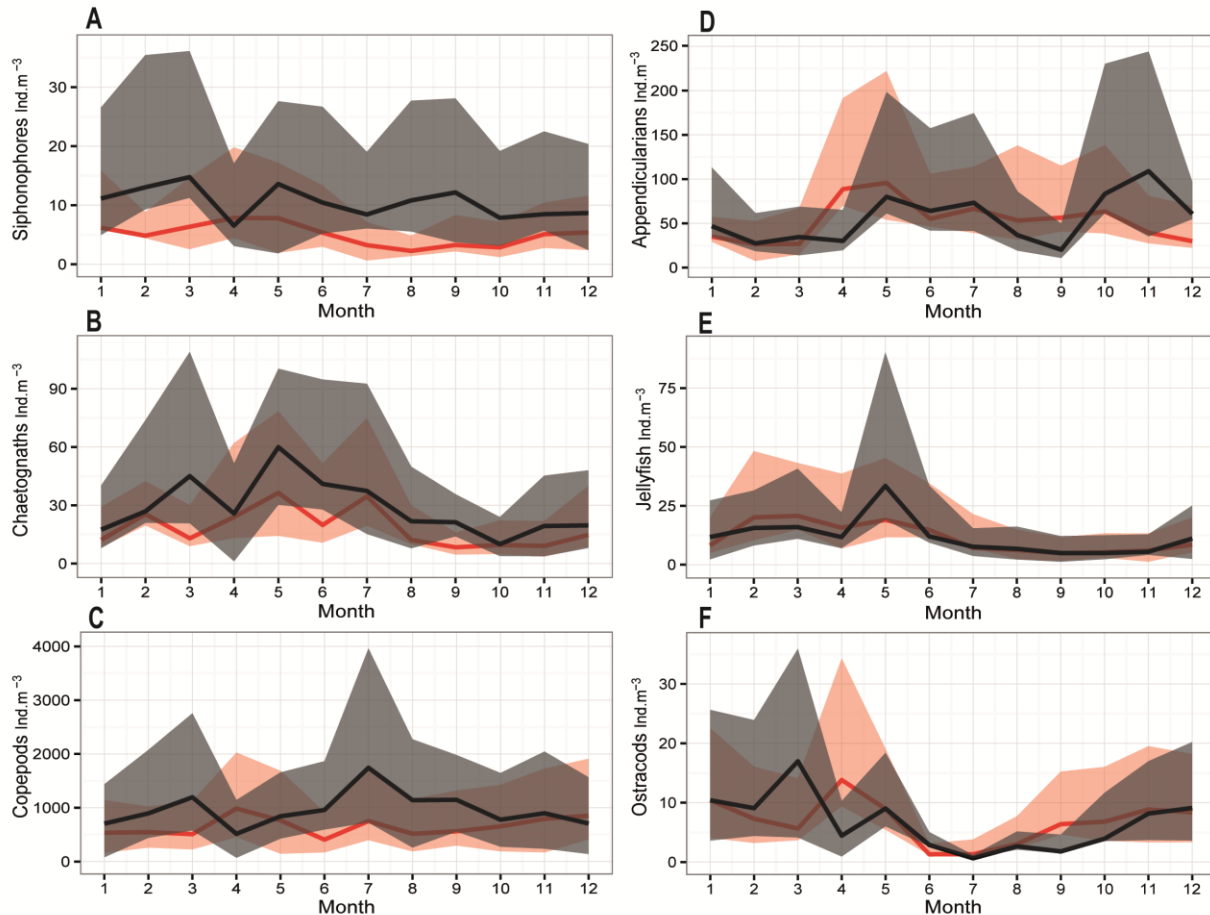 A
Siphonophores Ind.m⁻³
30
20
10
0
1 2 3 4 5 6 7 8 9 10 11 12
Month
B
Chaetognaths Ind.m⁻³
90
60
30
0
1 2 3 4 5 6 7 8 9 10 11 12
Month
C
Copepods Ind.m⁻³
4000
3000
2000
1000
0
1 2 3 4 5 6 7 8 9 10 11 12
Month
D
Appendicularians Ind.m⁻³
250
200
150
100
50
0
1 2 3 4 5 6 7 8 9 10 11 12
Month
E
Jellyfish Ind.m⁻³
75
50
25
0
1 2 3 4 5 6 7 8 9 10 11 12
Month
F
Ostracods Ind.m⁻³
30
20
10
0
1 2 3 4 5 6 7 8 9 10 11 12
Month